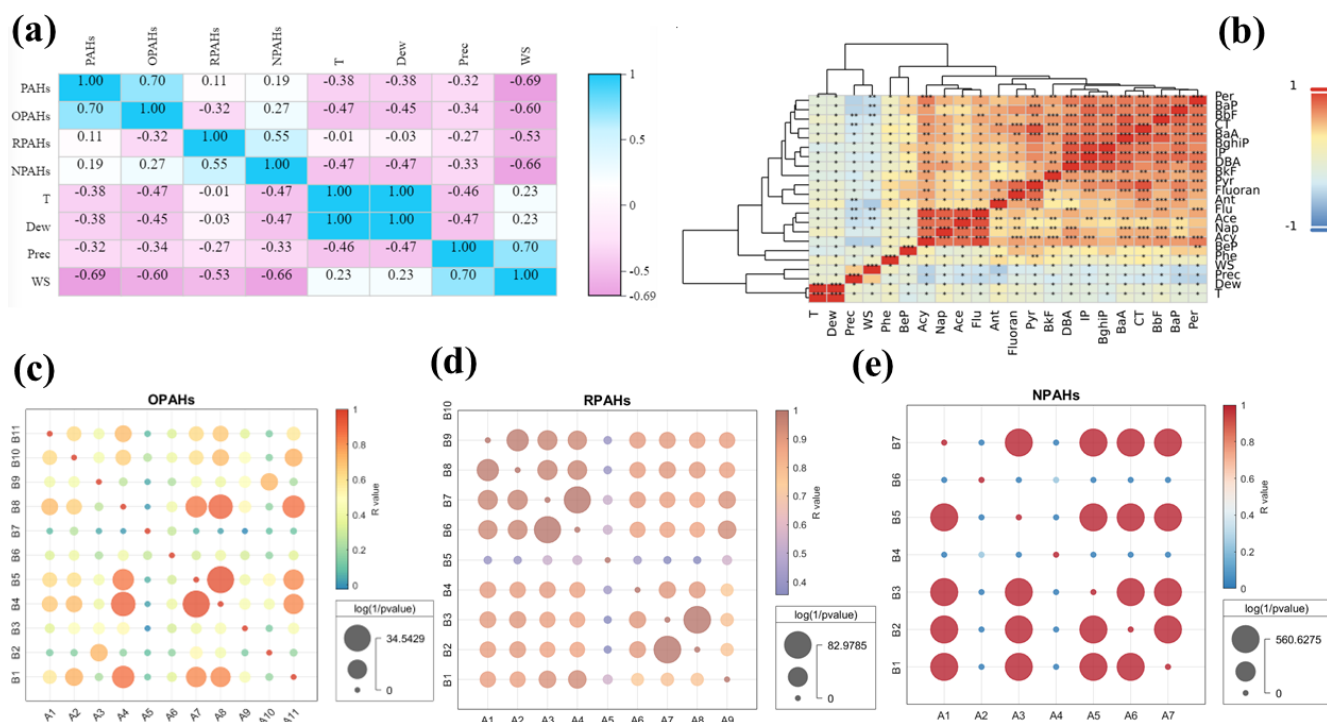 (a)
PAHs OPAHs RPAHs NPAHs T Dew Prec WS
PAHs 1.00 0.70 0.11 0.19 -0.38 -0.38 -0.32 -0.69
OPAHs 0.70 1.00 -0.32 0.27 -0.47 -0.45 -0.34 -0.60
RPAHs 0.11 -0.32 1.00 0.55 -0.01 -0.03 -0.27 -0.53
NPAHs 0.19 0.27 0.55 1.00 -0.47 -0.47 -0.33 -0.66
T -0.38 -0.47 -0.01 -0.47 1.00 1.00 -0.46 0.23
Dew -0.38 -0.45 -0.03 -0.47 1.00 1.00 -0.47 0.23
Prec -0.32 -0.34 -0.27 -0.33 -0.46 -0.47 1.00 0.70
WS -0.69 -0.60 -0.53 -0.66 0.23 0.23 0.70 1.00
1
0.5
0
-0.5
-0.69
(b)
Per
BaP
BbF
CT
BaA
BghiP
IP
DBA
BkF
Pyr
Fluoran
Ant
Flu
Ace
Nap
Acy
BeP
Phe
WS
Prec
Dew
T
T Dew Prec WS Phe BeP Acy Nap Ace Flu Ant Fluoran Pyr BkF DBA IP BghiP BaA CT BbF BaP Per
1
-1
(c)
OPAHs
B11
B10
B9
B8
B7
B6
B5
B4
B3
B2
B1
A1 A2 A3 A4 A5 A6 A7 A8 A9 A10 A11
1
0.8
0.6
0.4
0.2
0
R value
log(1/pvalue)
34.5429
0
(d)
RPAHs
B10
B9
B8
B7
B6
B5
B4
B3
B2
B1
A1 A2 A3 A4 A5 A6 A7 A8 A9
1
0.9
0.8
0.7
0.6
0.5
0.4
R value
log(1/pvalue)
82.9785
0
(e)
NPAHs
B7
B6
B5
B4
B3
B2
B1
A1 A2 A3 A4 A5 A6 A7
1
0.8
0.6
0.4
0.2
0
R value
log(1/pvalue)
560.6275
0